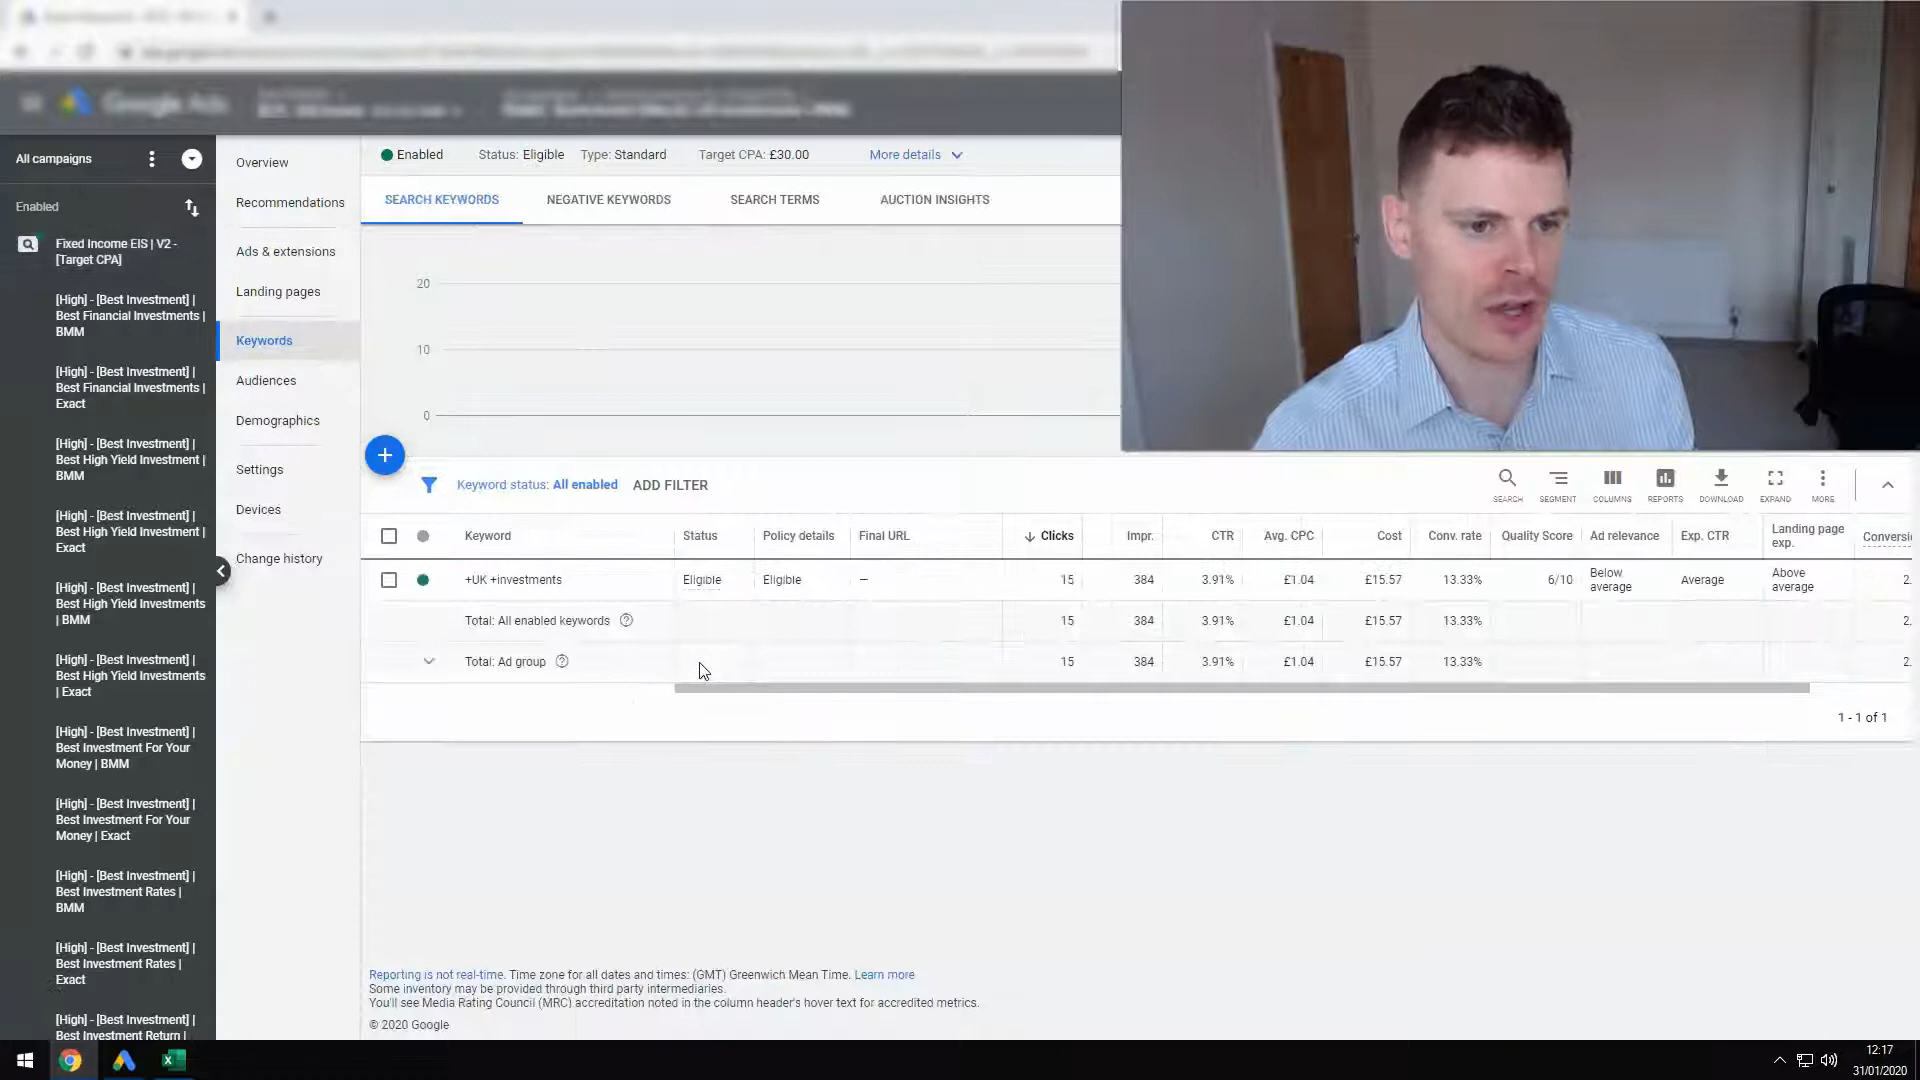 Google Ads
All campaigns
Enabled
Fixed Income EIS | V2 -
[Target CPA]
[High] - [Best Investment] |
Best Financial Investments |
BMM
[High] - [Best Investment] |
Best Financial Investments |
Exact
[High] - [Best Investment] |
Best High Yield Investment |
BMM
[High] - [Best Investment] |
Best High Yield Investment |
Exact
[High] - [Best Investment] |
Best High Yield Investments
| BMM
[High] - [Best Investment] |
Best High Yield Investments
| Exact
[High] - [Best Investment] |
Best Investment For Your
Money | BMM
[High] - [Best Investment] |
Best Investment For Your
Money | Exact
[High] - [Best Investment] |
Best Investment Rates |
BMM
[High] - [Best Investment] |
Best Investment Rates |
Exact
[High] - [Best Investment] |
Best Investment Return |
Overview
Recommendations
Ads & extensions
Landing pages
Keywords
Audiences
Demographics
Settings
Devices
Change history
Enabled Status: Eligible Type: Standard Target CPA: £30.00 More details
SEARCH KEYWORDS NEGATIVE KEYWORDS SEARCH TERMS AUCTION INSIGHTS
20
10
0
Keyword status: All enabled ADD FILTER
SEARCH SEGMENT COLUMNS REPORTS DOWNLOAD EXPAND MORE
Keyword Status Policy details Final URL Clicks Impr. CTR Avg. CPC Cost Conv. rate Quality Score Ad relevance Exp. CTR Landing page exp. Conversi
+UK +investments Eligible Eligible — 15 384 3.91% £1.04 £15.57 13.33% 6/10 Below average Average Above average 2.
Total: All enabled keywords 15 384 3.91% £1.04 £15.57 13.33% 2.
Total: Ad group 15 384 3.91% £1.04 £15.57 13.33% 2.
1 - 1 of 1
Reporting is not real-time. Time zone for all dates and times: (GMT) Greenwich Mean Time. Learn more
Some inventory may be provided through third party intermediaries.
You'll see Media Rating Council (MRC) accreditation noted in the column header's hover text for accredited metrics.
© 2020 Google
12:17
31/01/2020